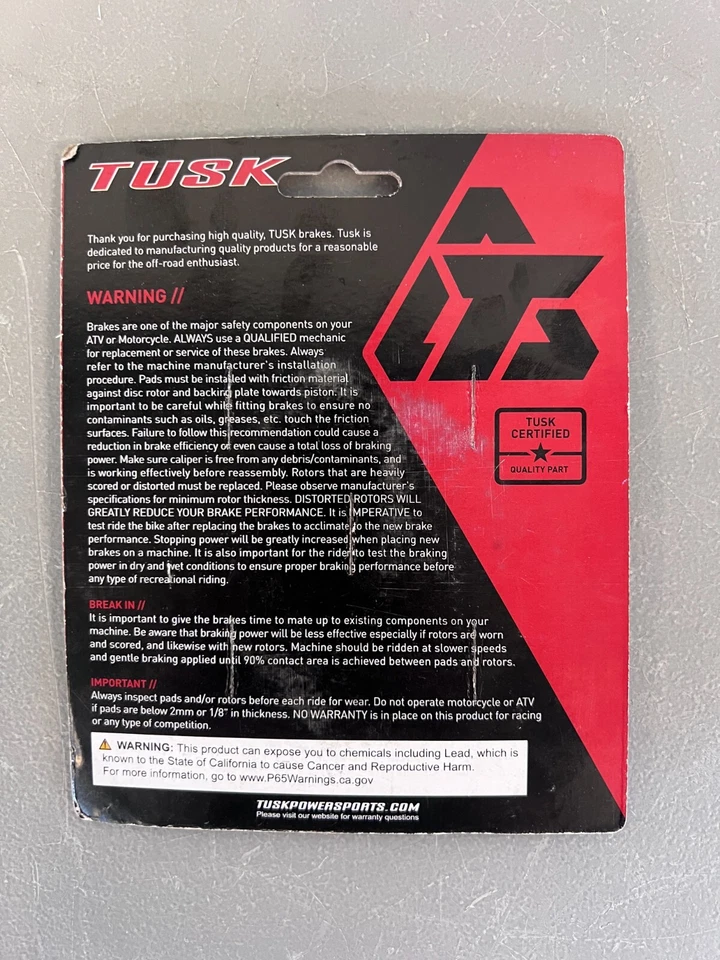 TUSK
Thank you for purchasing high quality, TUSK brakes. Tusk is
dedicated to manufacturing quality products for a reasonable
price for the off-road enthusiast.
WARNING //
Brakes are one of the major safety components on your
ATV or Motorcycle. ALWAYS use a QUALIFIED mechanic
for replacement or service of these brakes. Always
refer to the machine manufacturer's installation
procedure. Pads must be installed with friction material
against disc rotor and backing plate towards piston. It is
important to be careful while fitting brakes to ensure no
contaminants such as oils, greases, etc. touch the friction
surfaces. Failure to follow this recommendation could cause a
reduction in brake efficiency or even cause a total loss of braking
power. Make sure caliper is free from any debris/contaminants, and
is working effectively before reassembly. Rotors that are heavily
scored or distorted must be replaced. Please observe manufacturer's
specifications for minimum rotor thickness. DISTORTED ROTORS WILL
GREATLY REDUCE YOUR BRAKE PERFORMANCE. It is IMPERATIVE to
test ride the bike after replacing the brakes to acclimate to the new brake
performance. Stopping power will be greatly increased when placing new
brakes on a machine. It is also important for the rider to test the braking
power in dry and wet conditions to ensure proper braking performance before
any type of recreational riding.
BREAK IN //
It is important to give the brakes time to mate up to existing components on your
machine. Be aware that braking power will be less effective especially if rotors are worn
and scored, and likewise with new rotors. Machine should be ridden at slower speeds
and gentle braking applied until 90% contact area is achieved between pads and rotors.
IMPORTANT //
Always inspect pads and/or rotors before each ride for wear. Do not operate motorcycle or ATV
if pads are below 2mm or 1/8" in thickness. NO WARRANTY is in place on this product for racing
or any type of competition.
WARNING: This product can expose you to chemicals including Lead, which is
known to the State of California to cause Cancer and Reproductive Harm.
For more information, go to www.P65Warnings.ca.gov
TUSKPOWERSPORTS.COM
Please visit our website for warranty questions
TUSK
CERTIFIED
QUALITY PART